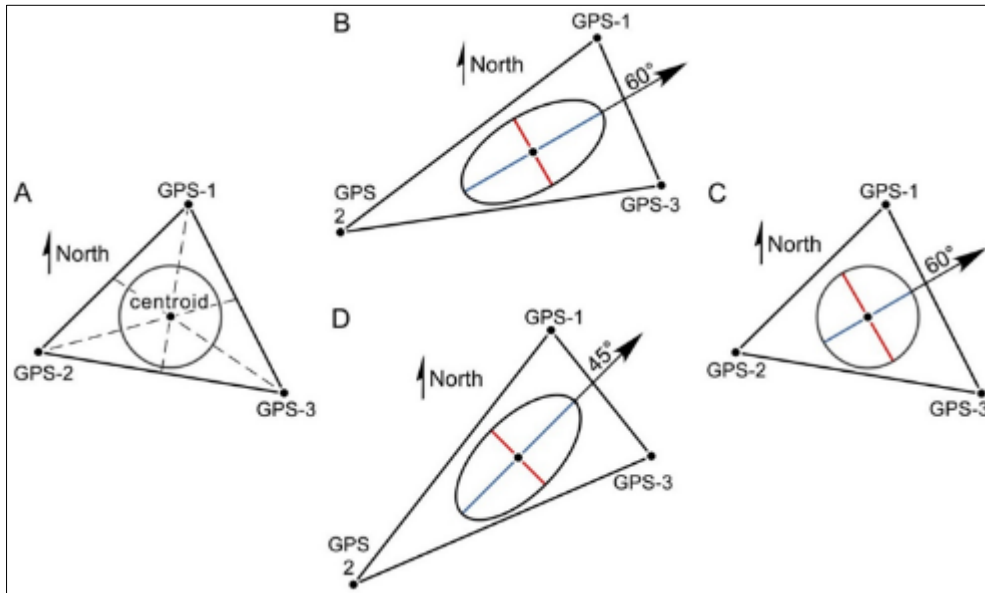 A
GPS-1
North
centroid
GPS-2
GPS-3
B
GPS-1
North
60°
GPS
2
GPS-3
C
GPS-1
North
60°
GPS-2
GPS-3
D
GPS-1
North
45°
GPS
2
GPS-3